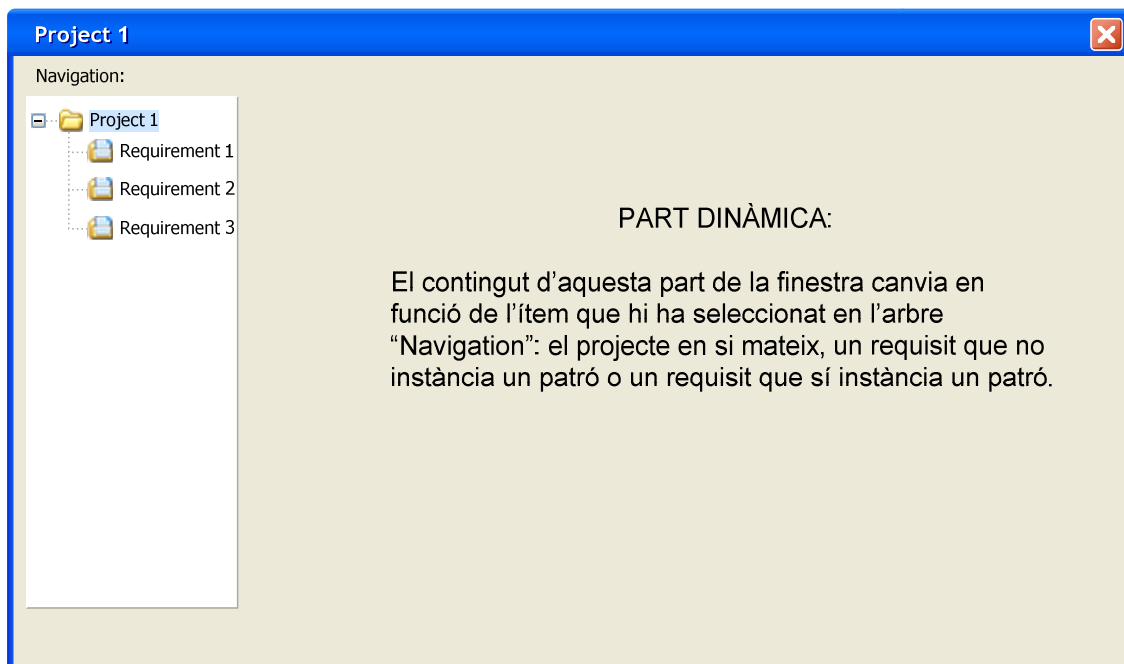 Project 1
Navigation:
Project 1
Requirement 1
Requirement 2
Requirement 3
PART DINÀMICA:
El contingut d’aquesta part de la finestra canvia en
funció de l’ítem que hi ha seleccionat en l’arbre
“Navigation”: el projecte en si mateix, un requisit que no
instància un patró o un requisit que sí instància un patró.